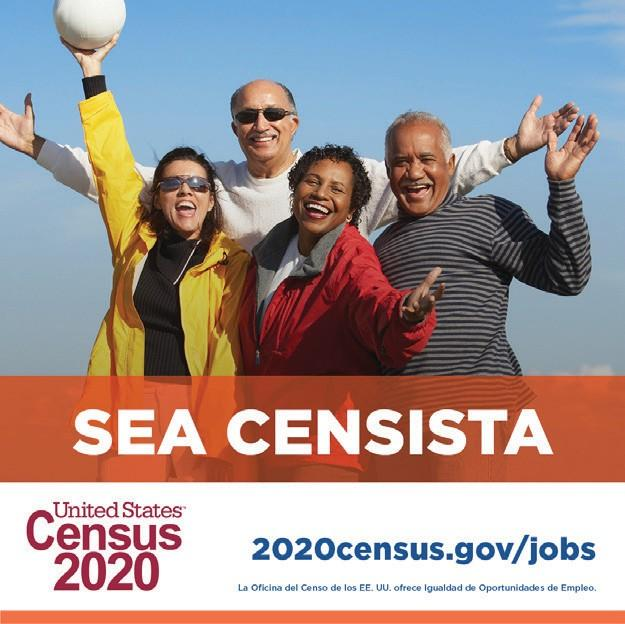 SEA CENSISTA
United States™
Census
2020
2020census.gov/jobs
La Oficina del Censo de los EE. UU. ofrece Igualdad de Oportunidades de Empleo.